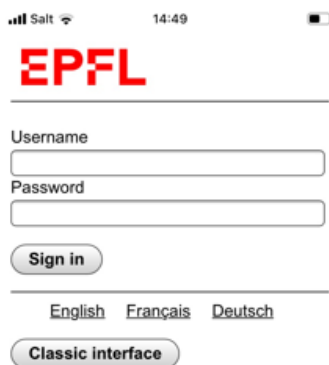 Salt 14:49
EPFL
Username
Password
Sign in
English Français Deutsch
Classic interface